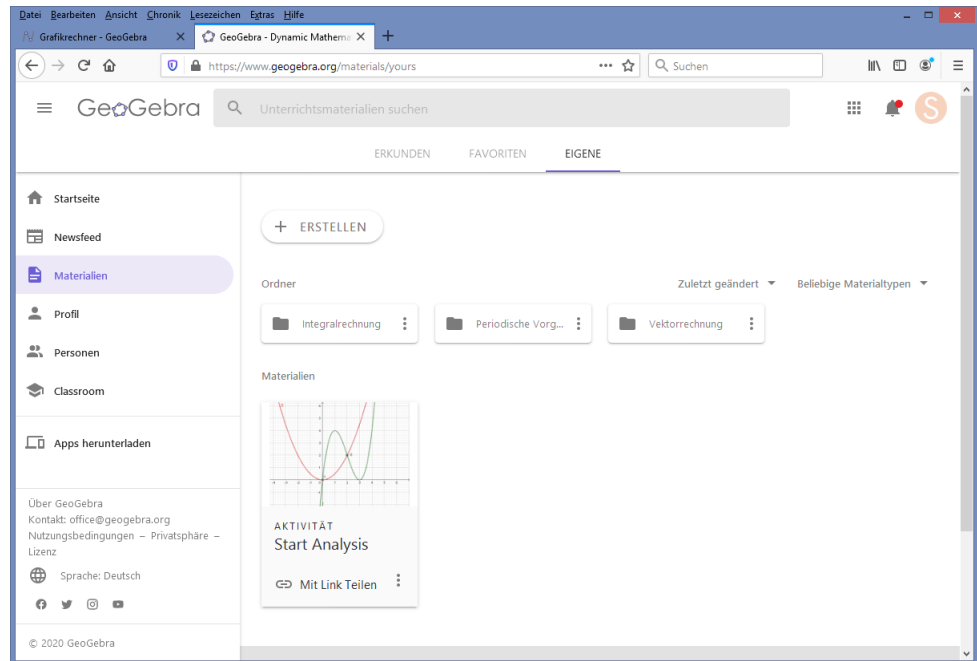 Datei Bearbeiten Ansicht Chronik Lesezeichen Extras Hilfe
Grafikrechner - GeoGebra
GeoGebra - Dynamic Mathema
https://www.geogebra.org/materials/yours
Suchen
GeoGebra
Unterrichtsmaterialien suchen
S
ERKUNDEN FAVORITEN EIGENE
Startseite
Newsfeed
Materialien
Profil
Personen
Classroom
Apps herunterladen
Über GeoGebra
Kontakt: office@geogebra.org
Nutzungsbedingungen – Privatsphäre –
Lizenz
Sprache: Deutsch
© 2020 GeoGebra
+ ERSTELLEN
Ordner
Zuletzt geändert
Beliebige Materialtypen
Integralrechnung
Periodische Vorg...
Vektorrechnung
Materialien
AKTIVITÄT
Start Analysis
Mit Link Teilen